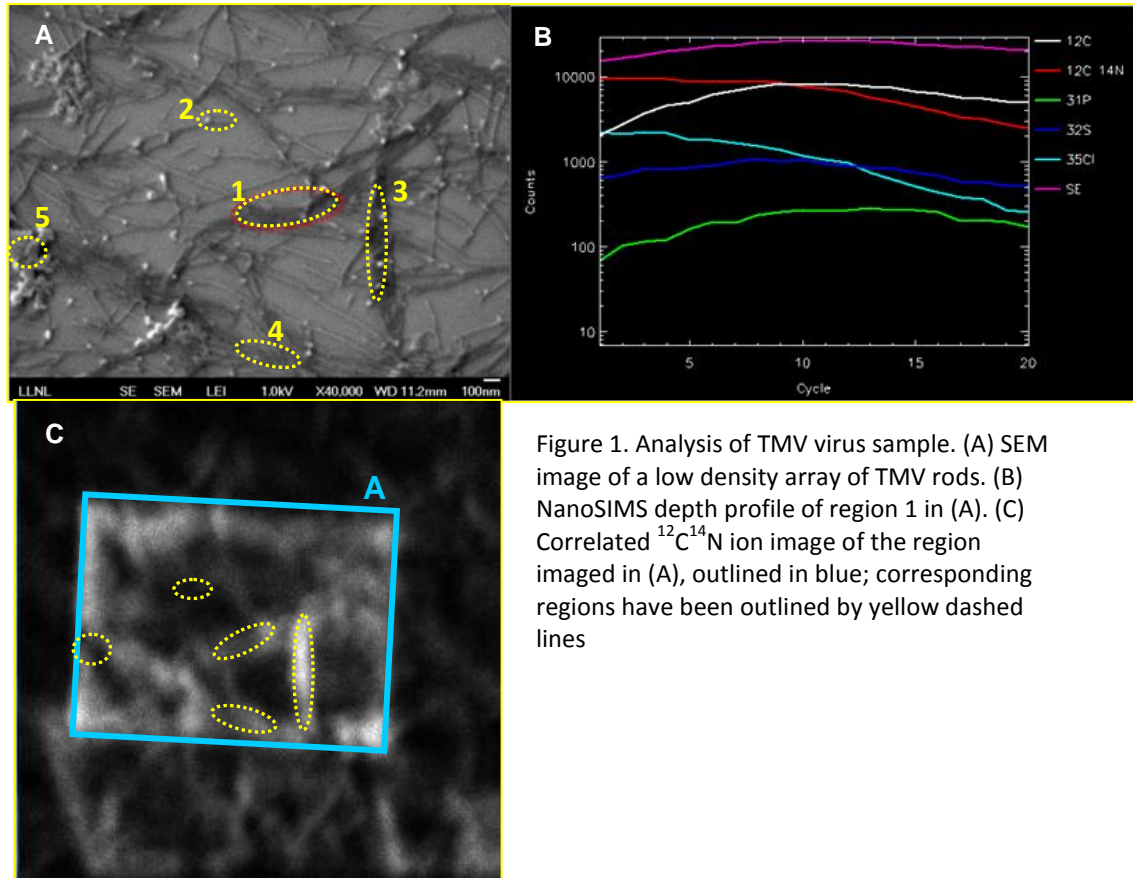 A
2
1
3
5
4
LLNL SE SEM LEI 1.0kV X40,000 WD 11.2mm 100nm
B
10000
1000
100
10
Counts
5 10 15 20
Cycle
12C
12C 14N
31P
32S
35Cl
SE
C
A
Figure 1. Analysis of TMV virus sample. (A) SEM
image of a low density array of TMV rods. (B)
NanoSIMS depth profile of region 1 in (A). (C)
Correlated ¹²C¹⁴N ion image of the region
imaged in (A), outlined in blue; corresponding
regions have been outlined by yellow dashed
lines